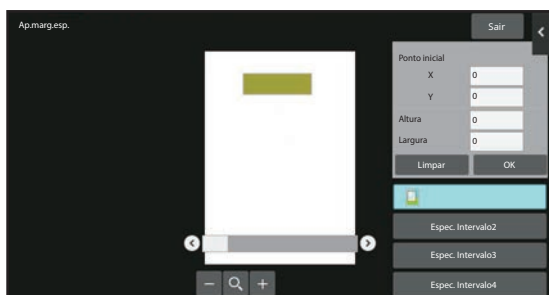 Ap.marg.esp.
Sair
Ponto inicial
X 0
Y 0
Altura 0
Largura 0
Limpar OK
Espec. Intervalo2
Espec. Intervalo3
Espec. Intervalo4